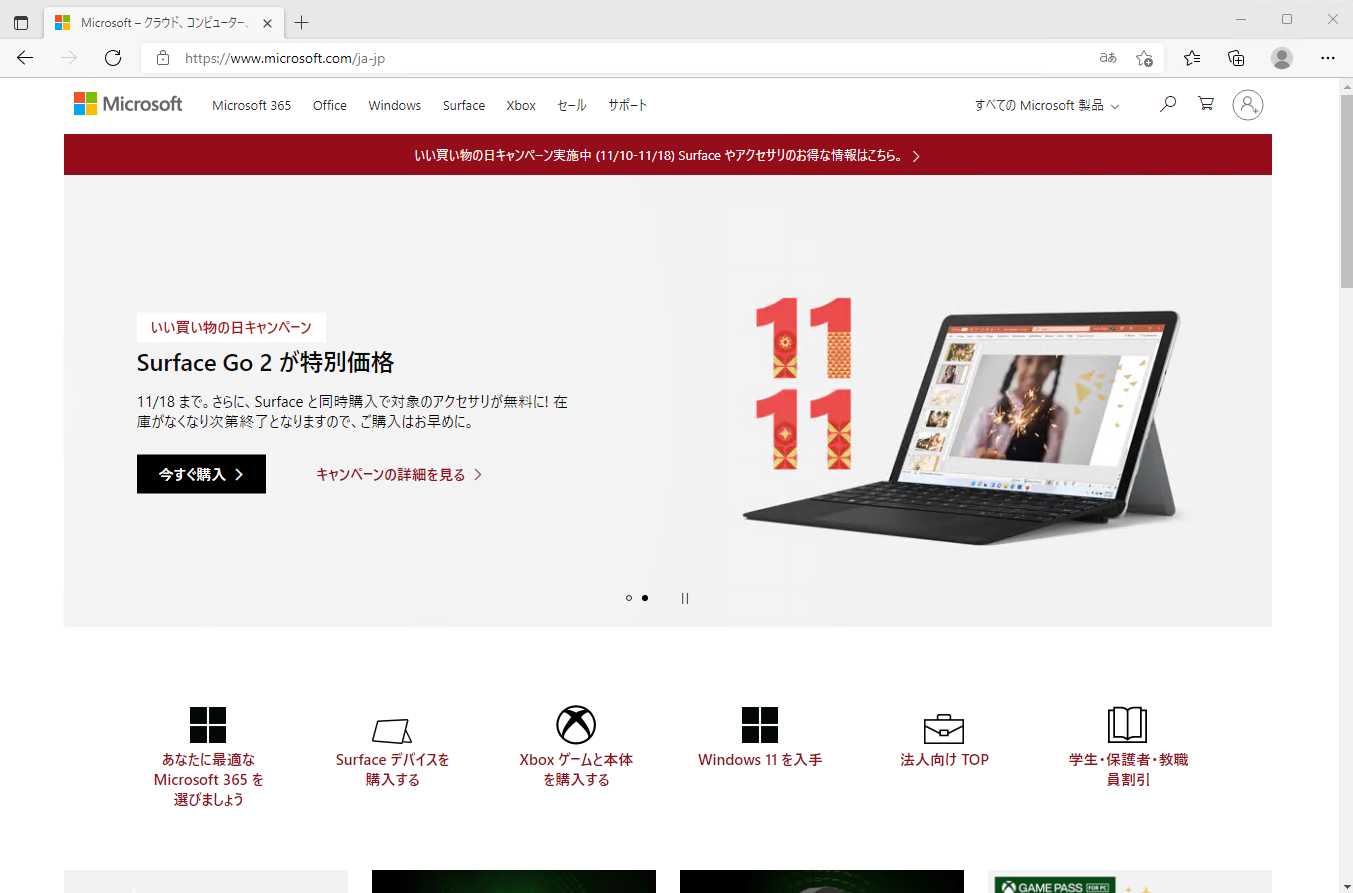 Microsoft – クラウド、コンピューター、
https://www.microsoft.com/ja-jp
aあ
Microsoft
Microsoft 365
Office
Windows
Surface
Xbox
セール
サポート
すべての Microsoft 製品
いい買い物の日キャンペーン実施中 (11/10-11/18) Surface やアクセサリのお得な情報はこちら。
いい買い物の日キャンペーン
Surface Go 2 が特別価格
11/18 まで。さらに、Surface と同時購入で対象のアクセサリが無料に! 在
庫がなくなり次第終了となりますので、ご購入はお早めに。
今すぐ購入
キャンペーンの詳細を見る
11
11
あなたに最適な
Microsoft 365 を
選びましょう
Surface デバイスを
購入する
Xbox ゲームと本体
を購入する
Windows 11 を入手
法人向け TOP
学生・保護者・教職
員割引
GAME PASS FOR PC